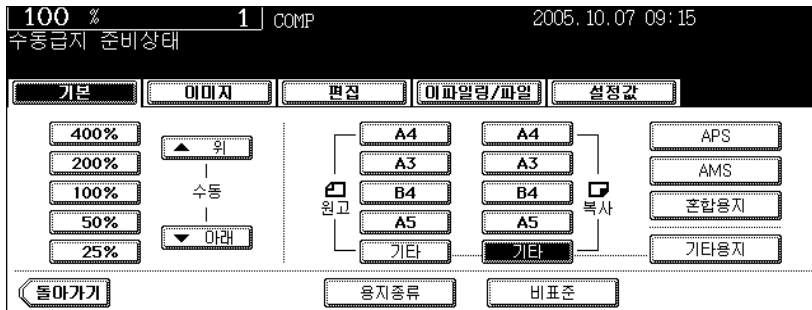 100 % 1 COMP 2005.10.07 09:15
수동급지 준비상태
기본 이미지 편집 이파일링/파일 설정값
400% ▲ 위 A4 A4 APS
200% A3 A3 AMS
100% 수동 원고 B4 B4 복사 혼합용지
50% A5 A5
25% ▼ 아래 기타 기타 기타용지
돌아가기 용지종류 비표준